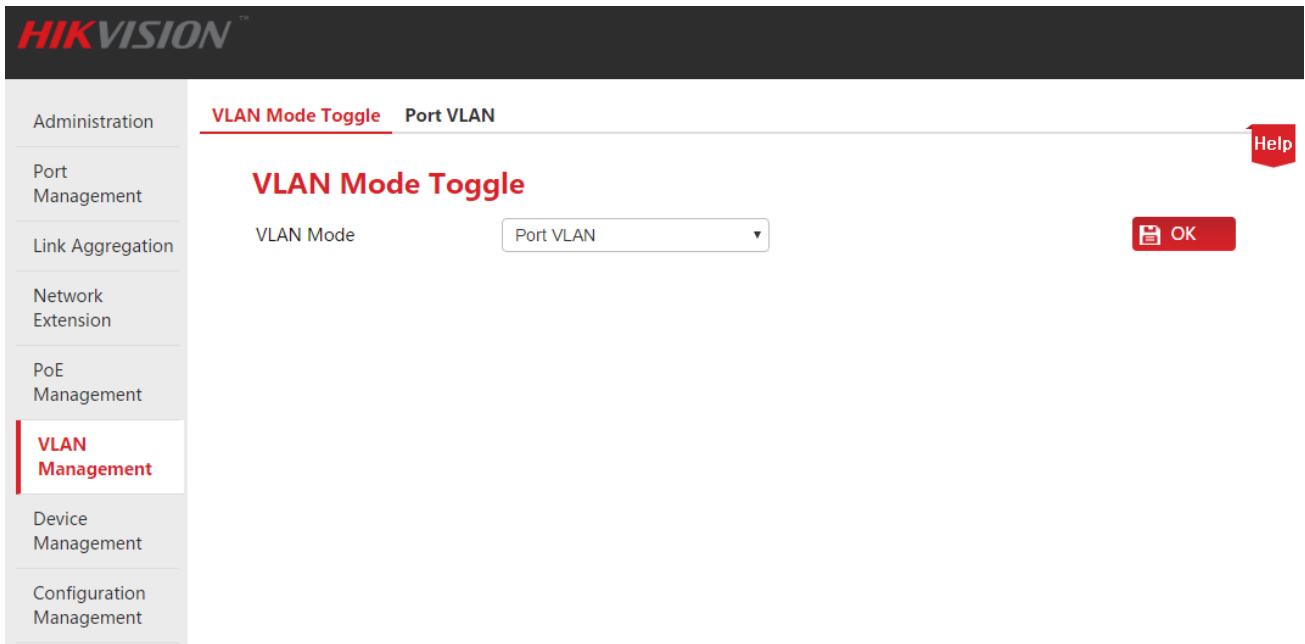 HIKVISION™
Administration
Port
Management
Link Aggregation
Network
Extension
PoE
Management
VLAN
Management
Device
Management
Configuration
Management
VLAN Mode Toggle Port VLAN
Help
VLAN Mode Toggle
VLAN Mode Port VLAN OK